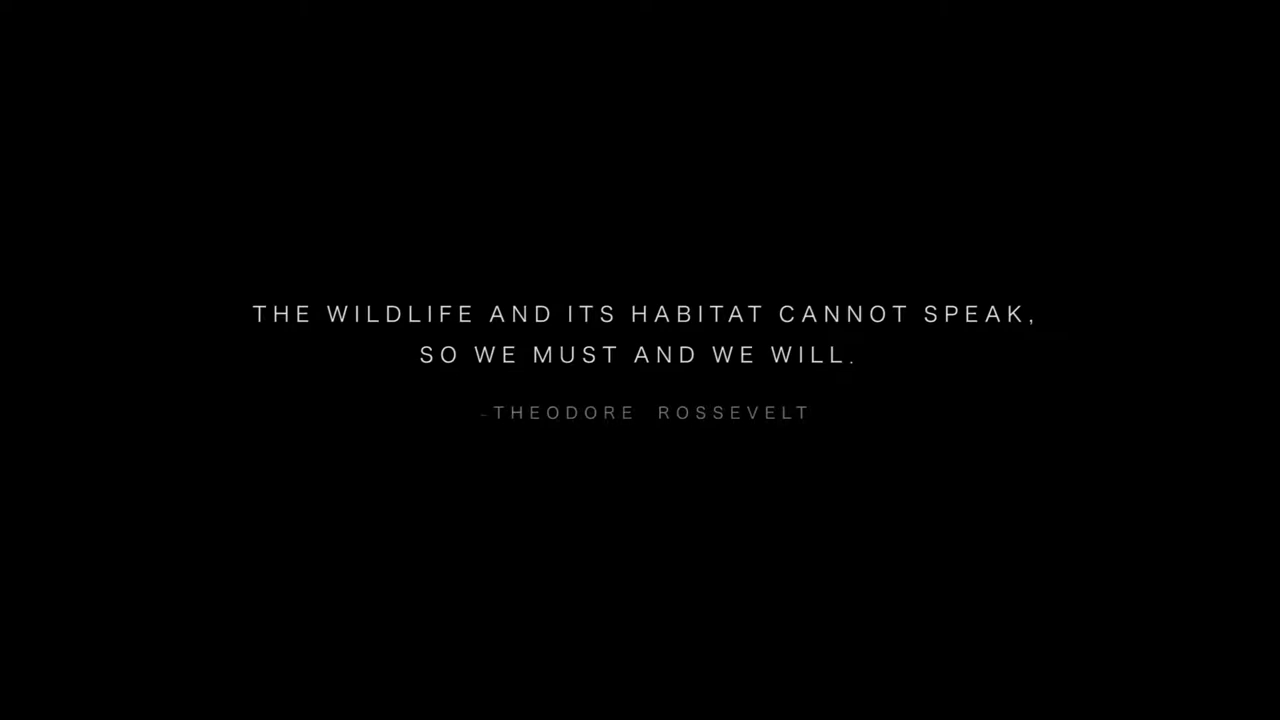 THE WILDLIFE AND ITS HABITAT CANNOT SPEAK,
SO WE MUST AND WE WILL.
-THEODORE ROSSEVELT